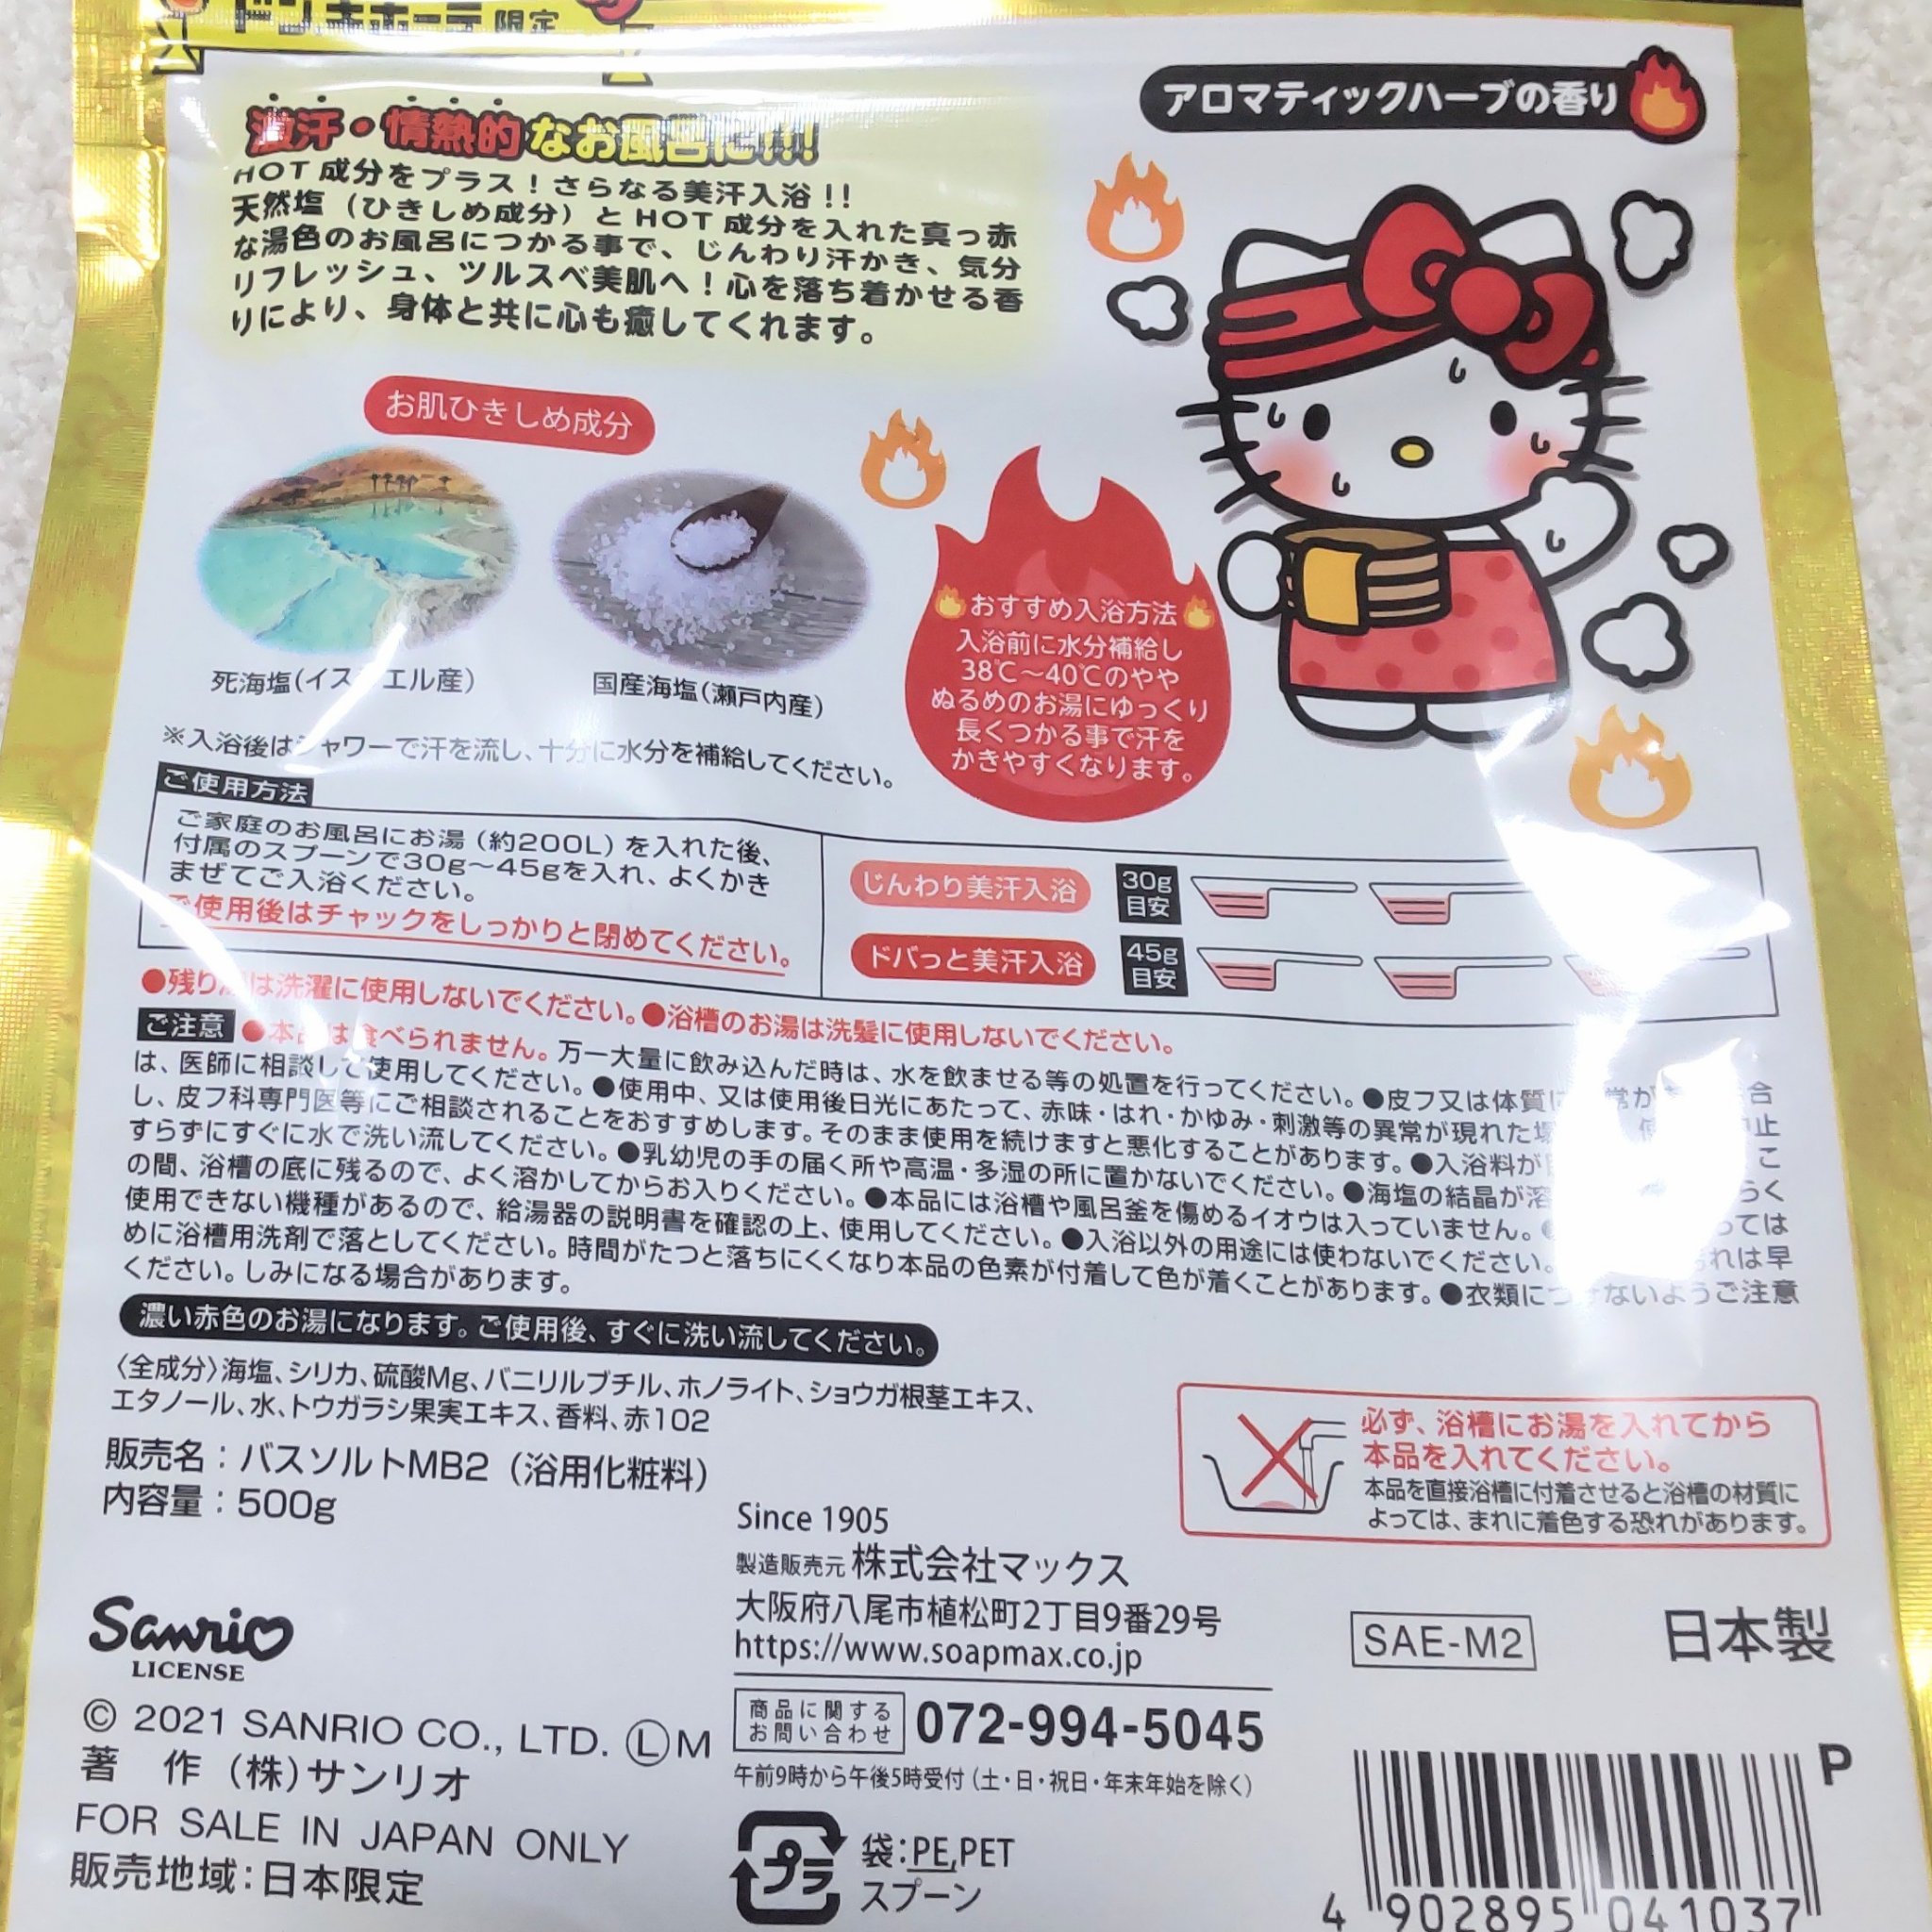 ドン・キホーテ限定
激汗・情熱的なお風呂に!!!
HOT成分をプラス！さらなる美汗入浴!!
天然塩（ひきしめ成分）とHOT成分を入れた真っ赤
な湯色のお風呂につかる事で、じんわり汗かき、気分
リフレッシュ、ツルスベ美肌へ！心を落ち着かせる香
りにより、身体と共に心も癒してくれます。
アロマティックハーブの香り
お肌ひきしめ成分
死海塩(イス エル産)
国産海塩(瀬戸内産)
おすすめ入浴方法
入浴前に水分補給し
38℃～40℃のやや
ぬるめのお湯にゆっくり
長くつかる事で汗を
かきやすくなります。
※入浴後はシャワーで汗を流し、十分に水分を補給してください。
ご使用方法
ご家庭のお風呂にお湯（約200L）を入れた後、
付属のスプーンで30g～45gを入れ、よくかき
まぜてご入浴ください。
ご使用後はチャックをしっかりと閉めてください。
じんわり美汗入浴
30g
目安
ドバっと美汗入浴
45g
目安
●残り は洗濯に使用しないでください。●浴槽のお湯は洗髪に使用しないでください。
ご注意 ●本品は食べられません。万一大量に飲み込んだ時は、水を飲ませる等の処置を行ってください。●皮フ又は体質に 常が 合
は、医師に相談して使用してください。●使用中、又は使用後日光にあたって、赤味・はれ・かゆみ・刺激等の異常が現れた場 止
し、皮フ科専門医等にご相談されることをおすすめします。そのまま使用を続けますと悪化することがあります。●入浴料が こ
すらずにすぐに水で洗い流してください。●乳幼児の手の届く所や高温・多湿の所に置かないでください。●海塩の結晶が溶 らく
の間、浴槽の底に残るので、よく溶かしてからお入りください。●本品には浴槽や風呂釜を傷めるイオウは入っていません。● っては
使用できない機種があるので、給湯器の説明書を確認の上、使用してください。●入浴以外の用途には使わないでください。 れは早
めに浴槽用洗剤で落としてください。時間がたつと落ちにくくなり本品の色素が付着して色が着くことがあります。●衣類につけないようご注意
ください。しみになる場合があります。
濃い赤色のお湯になります。ご使用後、すぐに洗い流してください。
〈全成分〉海塩、シリカ、硫酸Mg、バニリルブチル、ホノライト、ショウガ根茎エキス、
エタノール、水、トウガラシ果実エキス、香料、赤102
販売名：バスソルトMB2（浴用化粧料）
内容量：500g
必ず、浴槽にお湯を入れてから
本品を入れてください。
本品を直接浴槽に付着させると浴槽の材質に
よっては、まれに着色する恐れがあります。
Since 1905
製造販売元 株式会社マックス
大阪府八尾市植松町2丁目9番29号
https://www.soapmax.co.jp
商品に関する
お問い合わせ
072-994-5045
午前9時から午後5時受付（土・日・祝日・年末年始を除く）
SAE-M2
日本製
Sanrio
LICENSE
© 2021 SANRIO CO., LTD. Ⓛ M
著 作（株）サンリオ
FOR SALE IN JAPAN ONLY
販売地域：日本限定
プラ
袋：PE,PET
スプーン
P
4 902895 041037